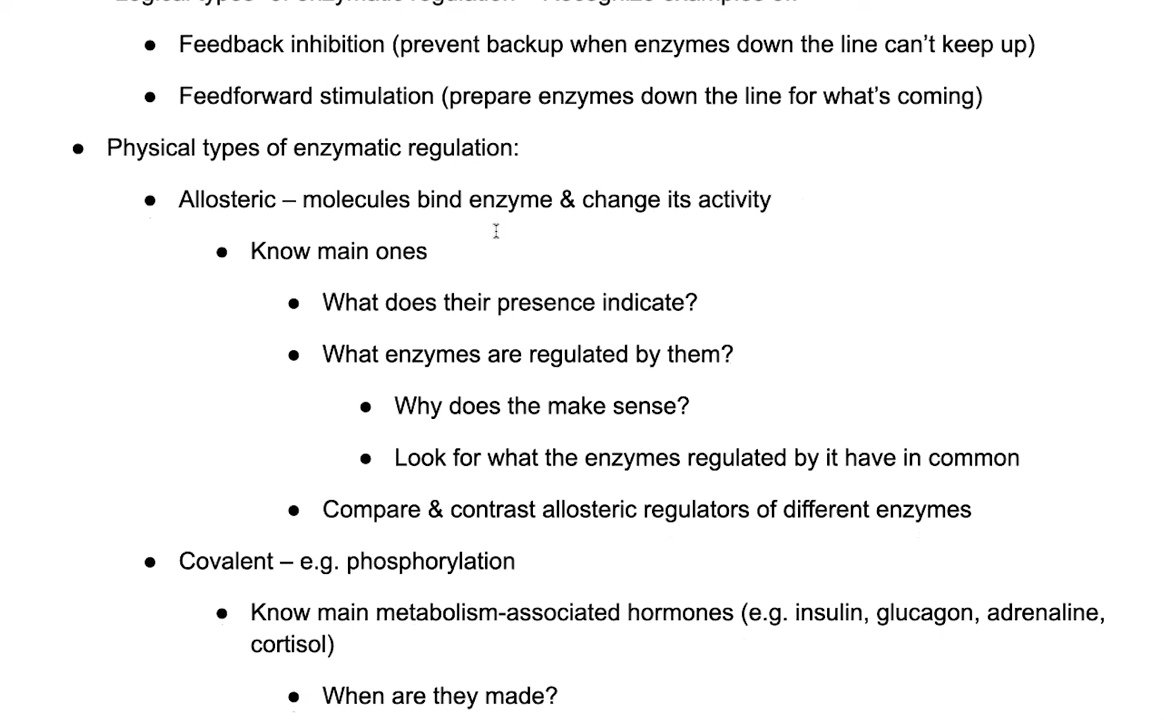 ● Feedback inhibition (prevent backup when enzymes down the line can’t keep up)
● Feedforward stimulation (prepare enzymes down the line for what’s coming)
● Physical types of enzymatic regulation:
● Allosteric – molecules bind enzyme & change its activity
● Know main ones
● What does their presence indicate?
● What enzymes are regulated by them?
● Why does the make sense?
● Look for what the enzymes regulated by it have in common
● Compare & contrast allosteric regulators of different enzymes
● Covalent – e.g. phosphorylation
● Know main metabolism-associated hormones (e.g. insulin, glucagon, adrenaline,
cortisol)
● When are they made?